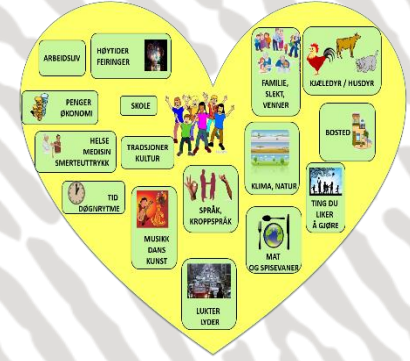 ARBEIDSLIV
HØYTIDER
FEIRINGER
FAMILIE,
SLEKT,
VENNER
KJÆLEDYR / HUSDYR
PENGER
ØKONOMI
SKOLE
BOSTED
HELSE
MEDISIN
SMERTEUTTRYKK
TRADSJONER
KULTUR
KLIMA, NATUR
TID
DØGNRYTME
MUSIKK
DANS
KUNST
SPRÅK,
KROPPSPRÅK
TING DU
LIKER
Å GJØRE
MAT
OG SPISEVANER
LUKTER
LYDER